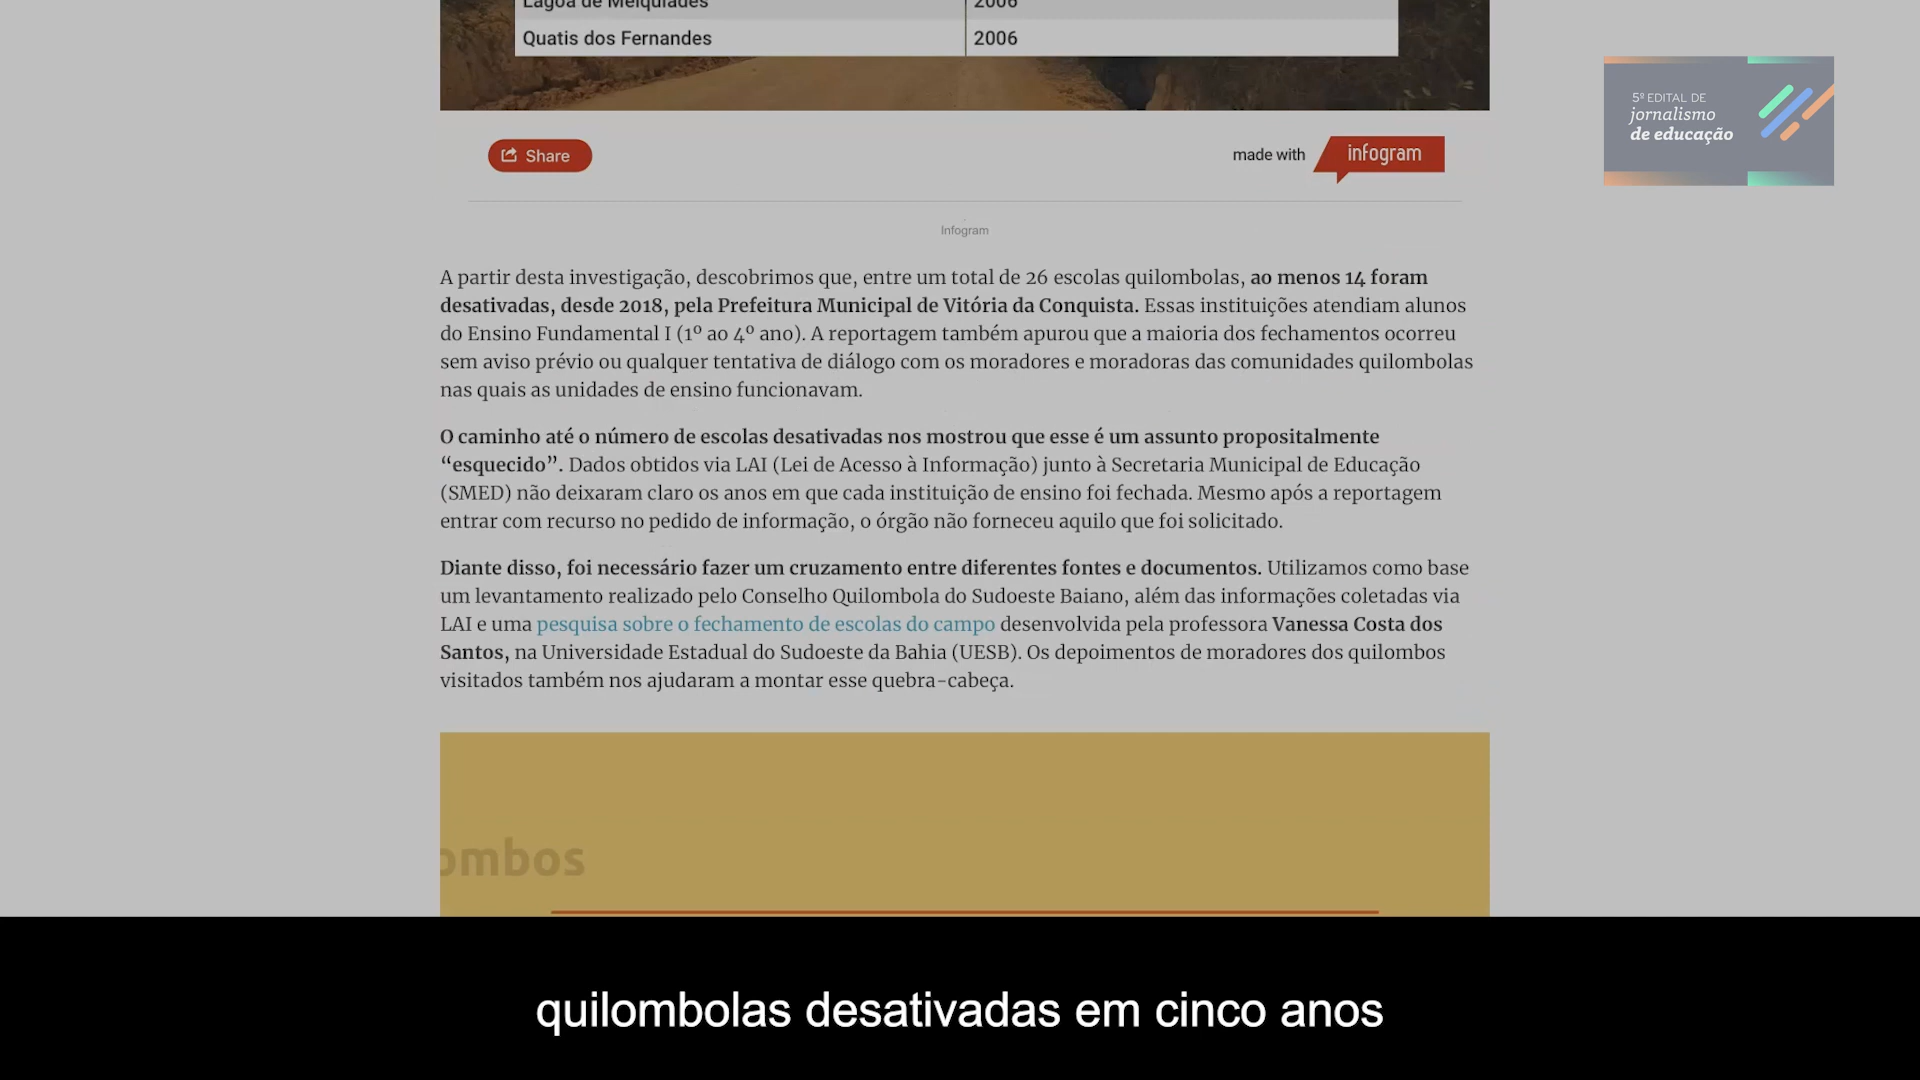 Lagoa de Melquíades 2006
Quatis dos Fernandes 2006
5º EDITAL DE
jornalismo
de educação
Share
made with infogram
Infogram
A partir desta investigação, descobrimos que, entre um total de 26 escolas quilombolas, ao menos 14 foram
desativadas, desde 2018, pela Prefeitura Municipal de Vitória da Conquista. Essas instituições atendiam alunos
do Ensino Fundamental I (1º ao 4º ano). A reportagem também apurou que a maioria dos fechamentos ocorreu
sem aviso prévio ou qualquer tentativa de diálogo com os moradores e moradoras das comunidades quilombolas
nas quais as unidades de ensino funcionavam.
O caminho até o número de escolas desativadas nos mostrou que esse é um assunto propositalmente
“esquecido”. Dados obtidos via LAI (Lei de Acesso à Informação) junto à Secretaria Municipal de Educação
(SMED) não deixaram claro os anos em que cada instituição de ensino foi fechada. Mesmo após a reportagem
entrar com recurso no pedido de informação, o órgão não forneceu aquilo que foi solicitado.
Diante disso, foi necessário fazer um cruzamento entre diferentes fontes e documentos. Utilizamos como base
um levantamento realizado pelo Conselho Quilombola do Sudoeste Baiano, além das informações coletadas via
LAI e uma pesquisa sobre o fechamento de escolas do campo desenvolvida pela professora Vanessa Costa dos
Santos, na Universidade Estadual do Sudoeste da Bahia (UESB). Os depoimentos de moradores dos quilombos
visitados também nos ajudaram a montar esse quebra-cabeça.
ombos
quilombolas desativadas em cinco anos